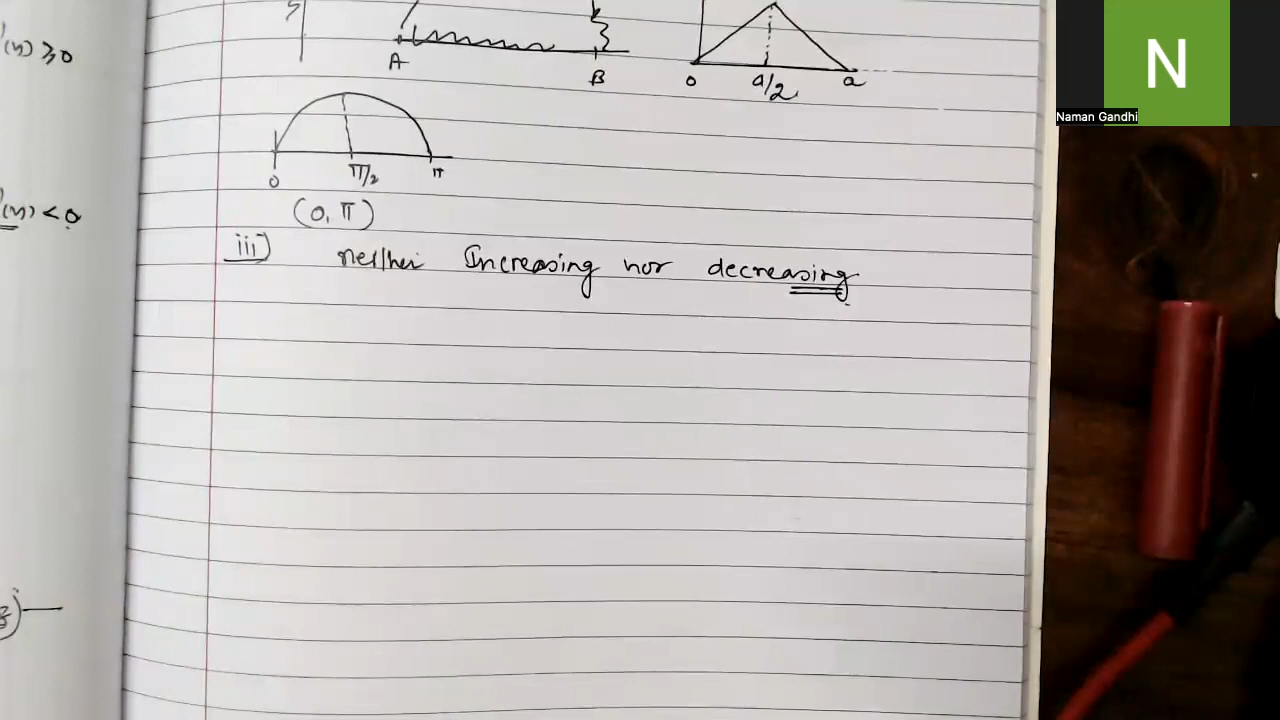 '(x) ≥ 0
A
B
0
a/2
a
0
π/2
π
(0, π)
'(x) < 0
iii) neither Increasing nor decreasing
N
Naman Gandhi